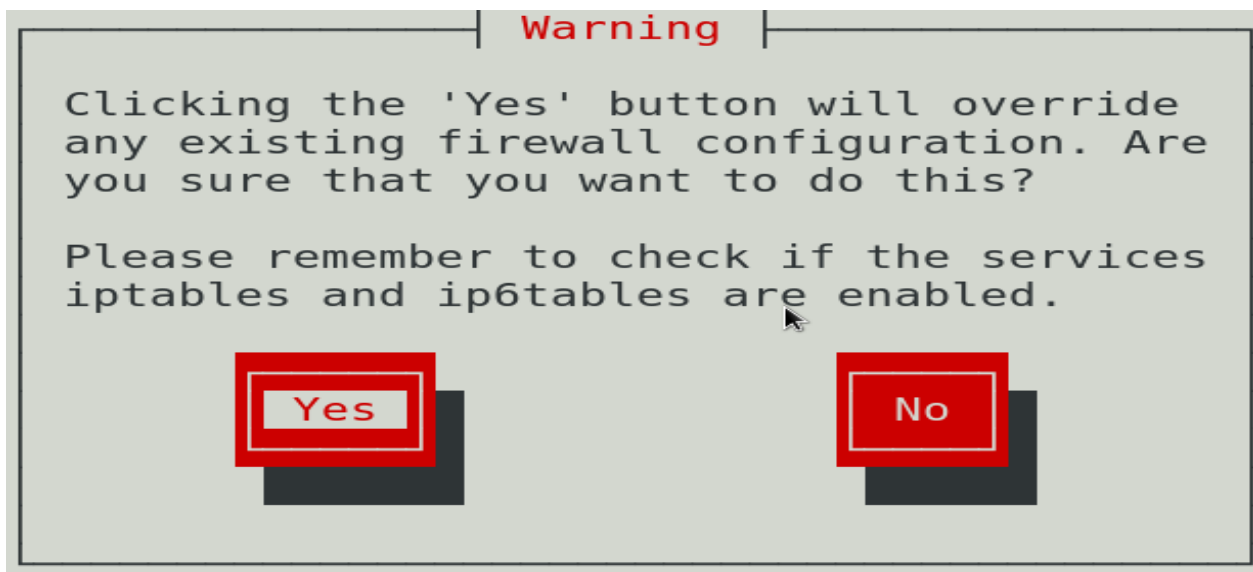 Warning
Clicking the 'Yes' button will override
any existing firewall configuration. Are
you sure that you want to do this?
Please remember to check if the services
iptables and ip6tables are enabled.
Yes No